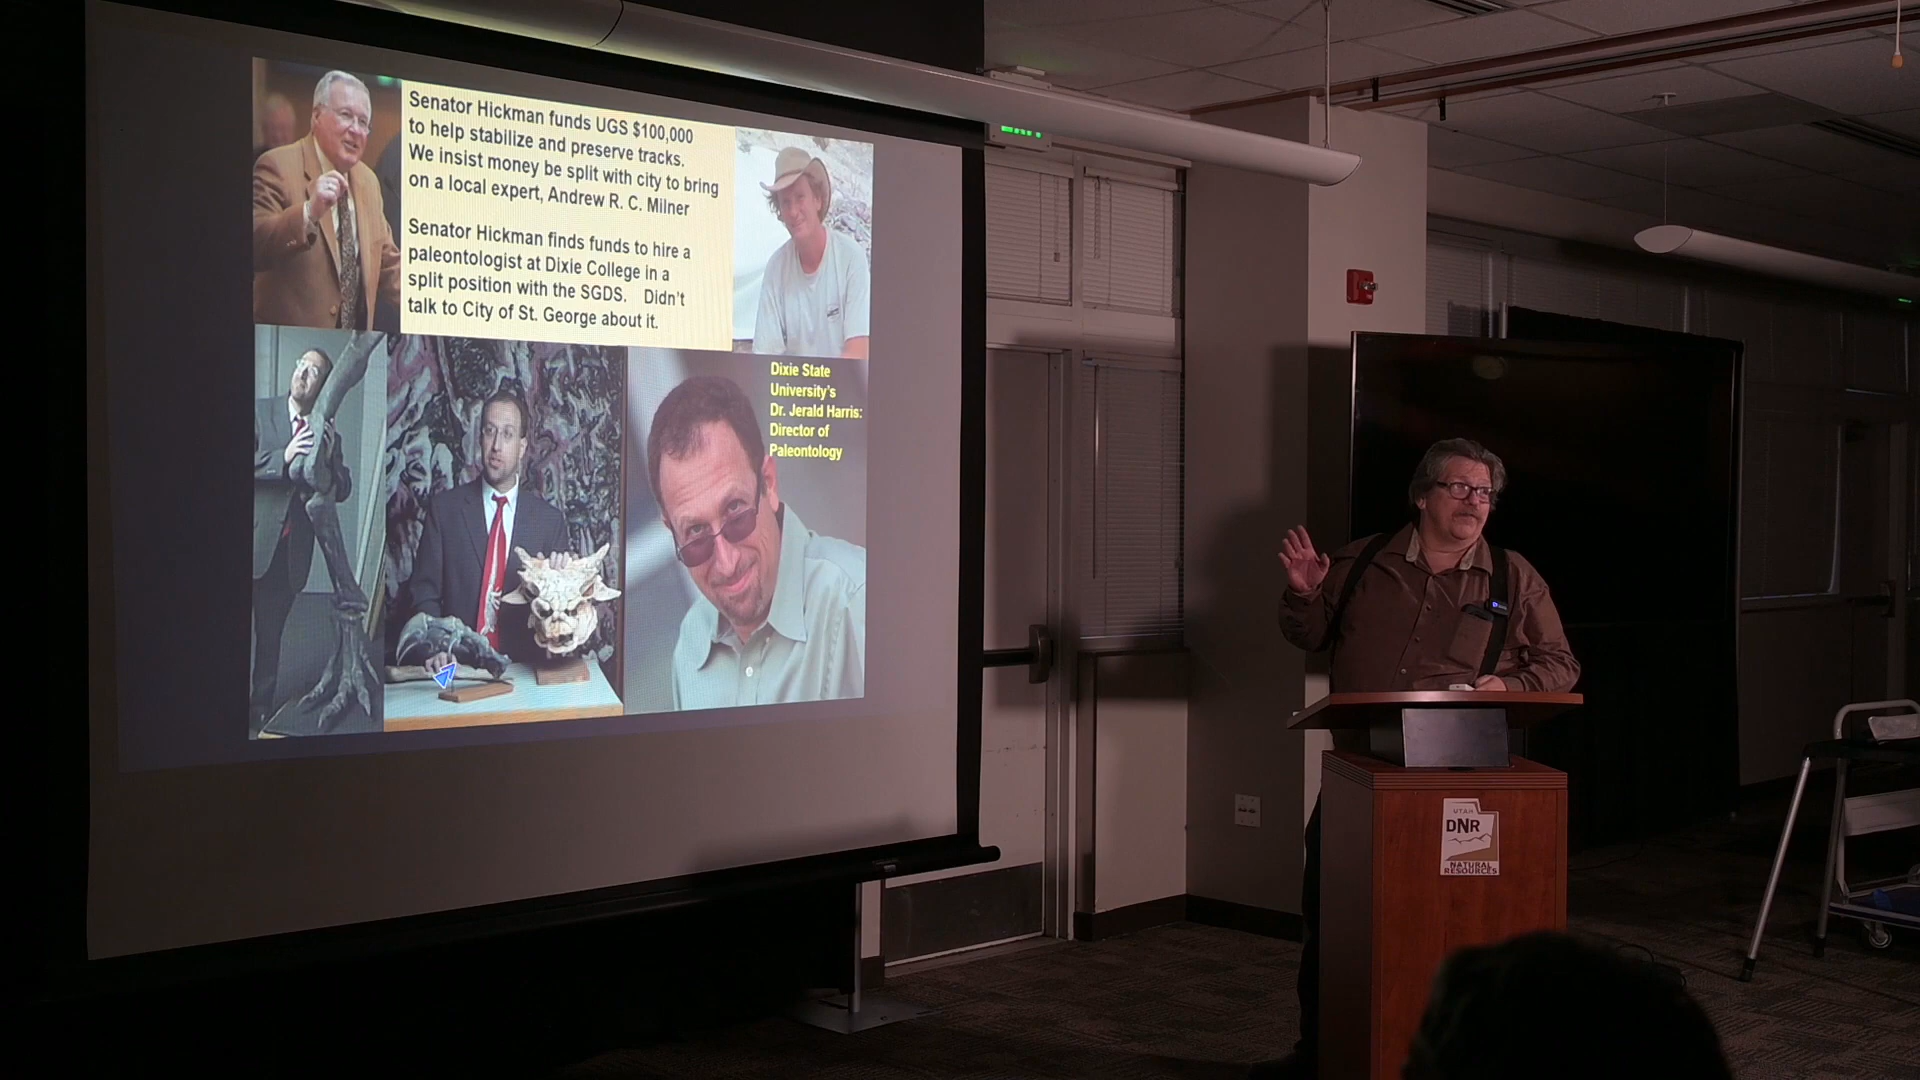 Senator Hickman funds UGS $100,000
to help stabilize and preserve tracks.
We insist money be split with city to bring
on a local expert, Andrew R. C. Milner
Senator Hickman finds funds to hire a
paleontologist at Dixie College in a
split position with the SGDS. Didn't
talk to City of St. George about it.
Dixie State
University's
Dr. Jerald Harris:
Director of
Paleontology
UTAH
DNR
NATURAL
RESOURCES